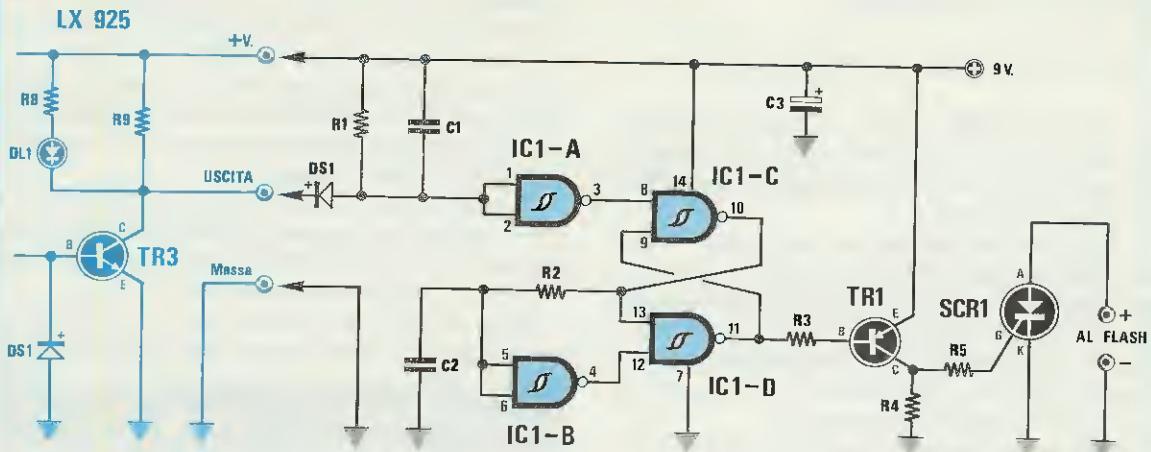 LX 925
+V.
9 V.
R8
R9
R1
C1
C3
IC1-A
IC1-C
DL1
DS1
USCITA
1
2
3
8
9
14
10
C
B
E
TR3
Massa
R2
TR1
SCR1
A
G
K
+
AL FLASH
-
13
12
11
7
R3
B
E
C
R5
R4
DS1
C2
5
6
4
IC1-B
IC1-D